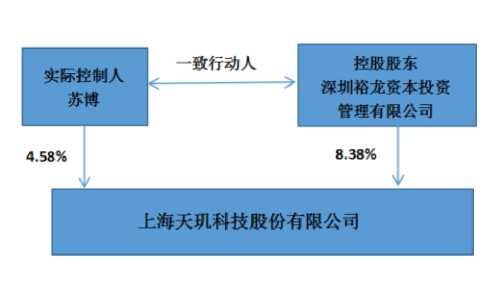 实际控制人
苏博
一致行动人
控股股东
深圳裕龙资本投资
管理有限公司
4.58%
8.38%
上海天玑科技股份有限公司